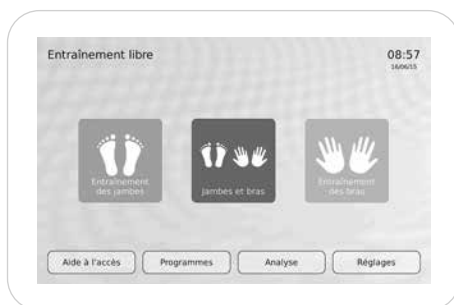 Entraînement libre
08:57
16/06/15
Entraînement
des jambes
Jambes et bras
Entraînement
des bras
Aide à l'accès
Programmes
Analyse
Réglages